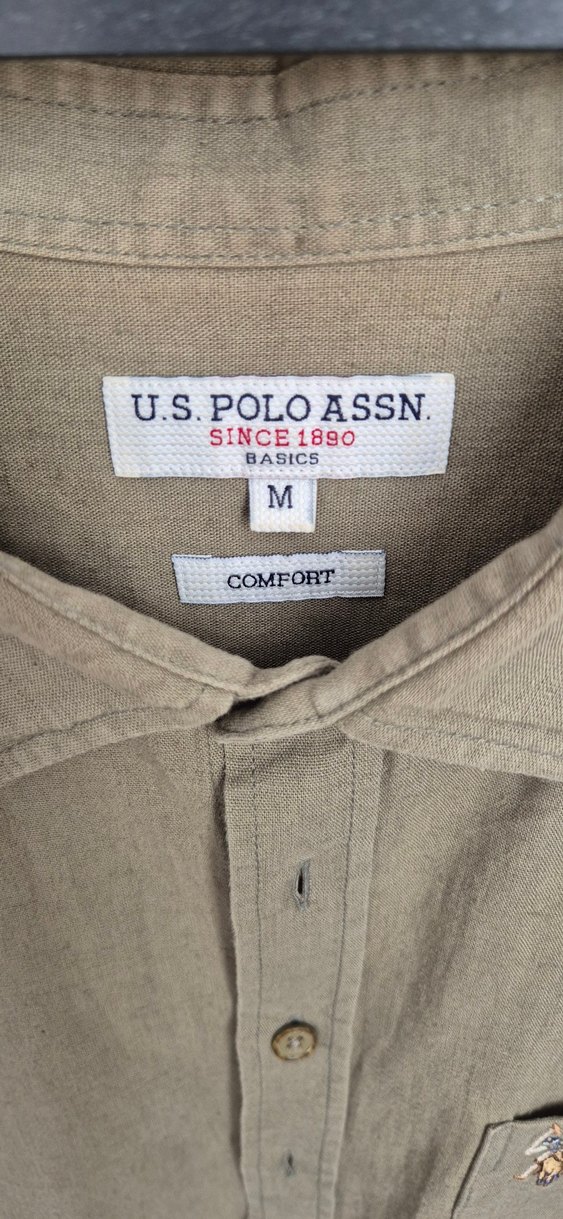 U.S. POLO ASSN.
SINCE 1890
BASICS
M
COMFORT